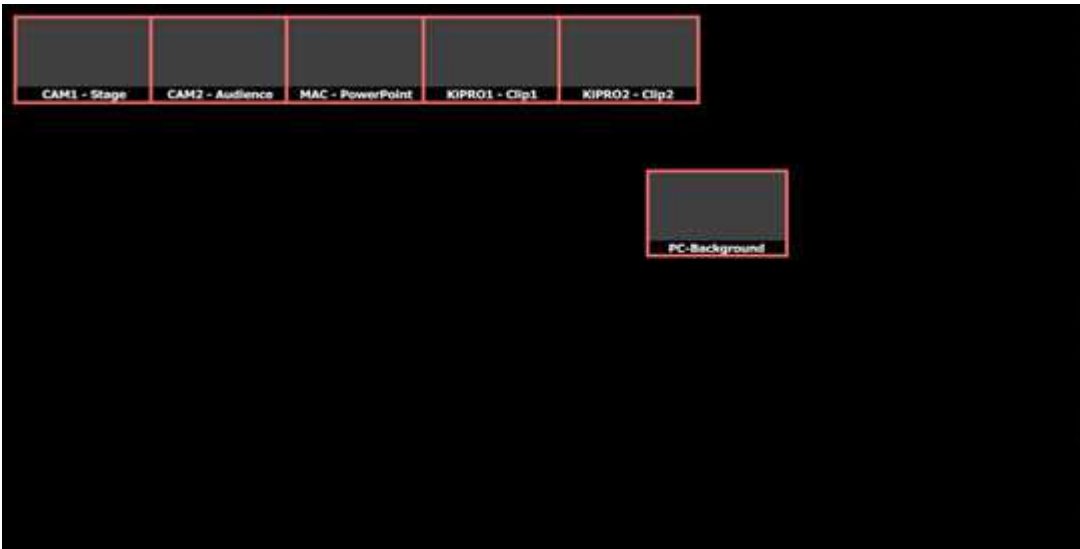 CAM1 - Stage
CAM2 - Audience
MAC - PowerPoint
KiPRO1 - Clip1
KiPRO2 - Clip2
PC-Background